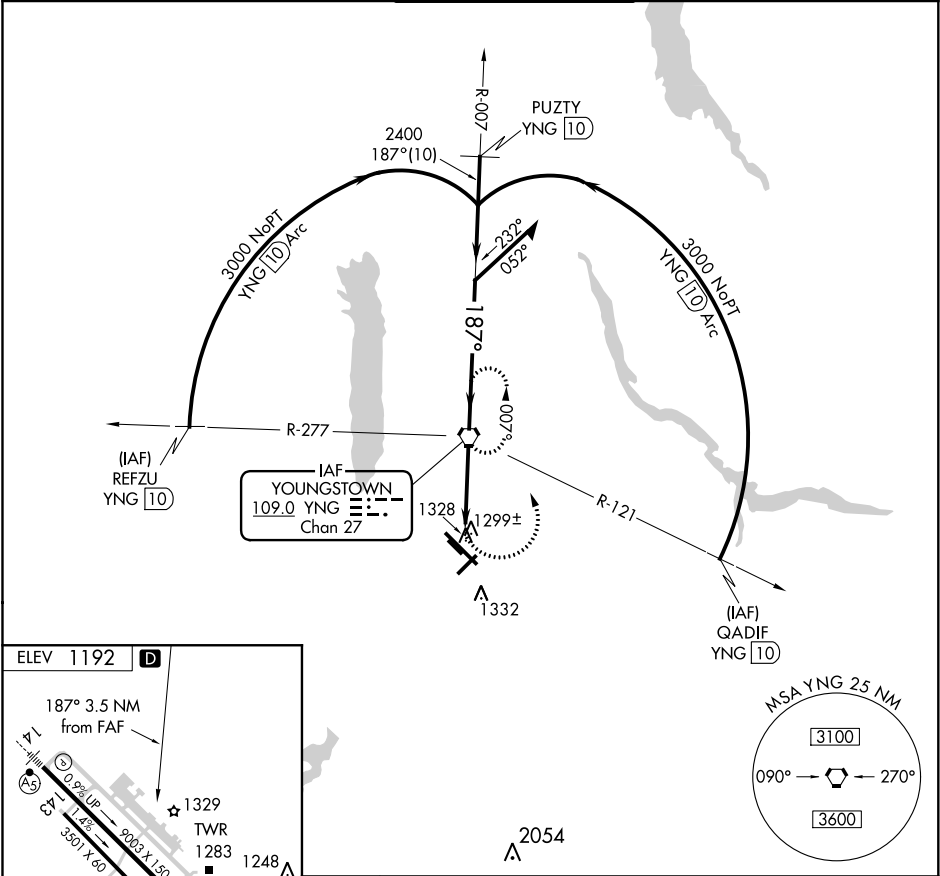 R-007
PUZTY
YNG 10
2400
187°(10)
3000 NoPT
YNG 10 Arc
232°
052°
3000 NoPT
YNG 10 Arc
187°
007°
R-277
(IAF)
REFZU
YNG 10
IAF
YOUNGSTOWN
109.0 YNG
Chan 27
R-121
1328
1299±
1332
(IAF)
QADIF
YNG 10
ELEV 1192 D
187° 3.5 NM
from FAF
14
A5
P
0.9% UP
9003 X 150
43
1.4%
3501 X 60
1329
TWR
1283
1248
2054
MSA YNG 25 NM
3100
090°
270°
3600